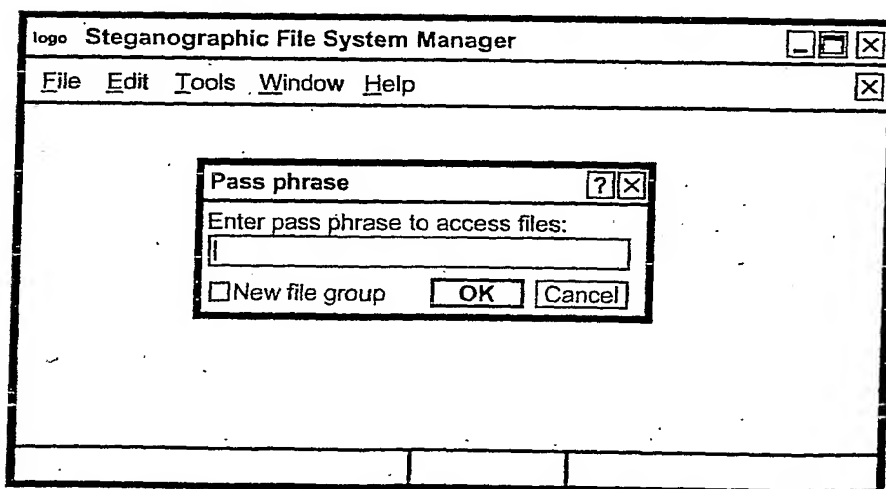 logo Steganographic File System Manager
File Edit Tools Window Help
Pass phrase
Enter pass phrase to access files:
New file group OK Cancel